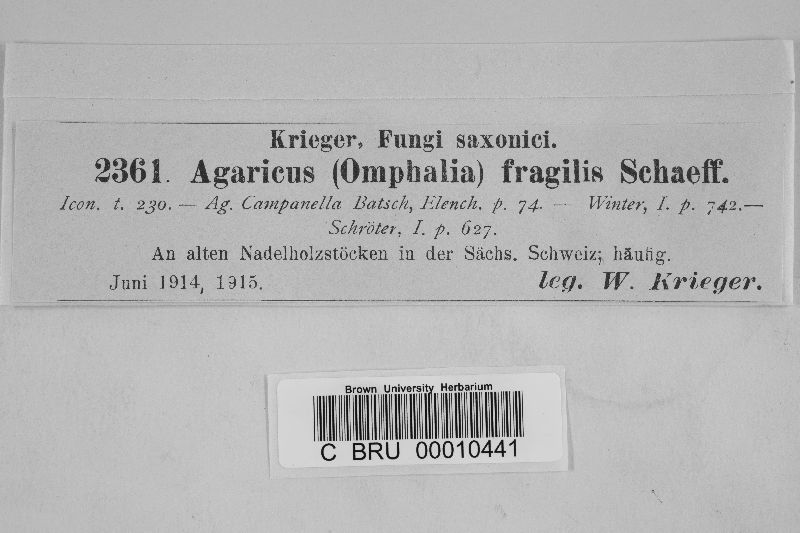 Krieger, Fungi saxonici.
2361. Agaricus (Omphalia) fragilis Schaeff.
Icon. t. 230. — Ag. Campanella Batsch, Elench. p. 74. — Winter, I. p. 742.—
Schröter, I. p. 627.
An alten Nadelholzstöcken in der Sächs. Schweiz; häufig.
Juni 1914, 1915. leg. W. Krieger.
Brown University Herbarium
C BRU 00010441